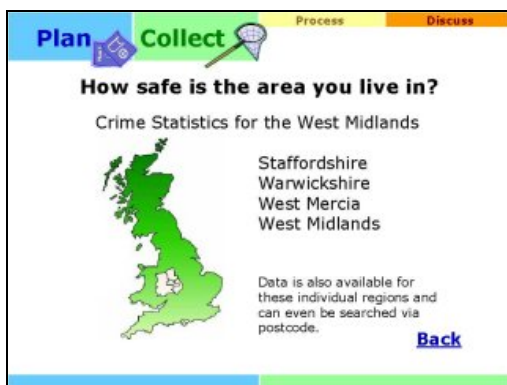 Plan Collect Process Discuss
How safe is the area you live in?
Crime Statistics for the West Midlands
Staffordshire
Warwickshire
West Mercia
West Midlands
Data is also available for
these individual regions and
can even be searched via
postcode.
Back